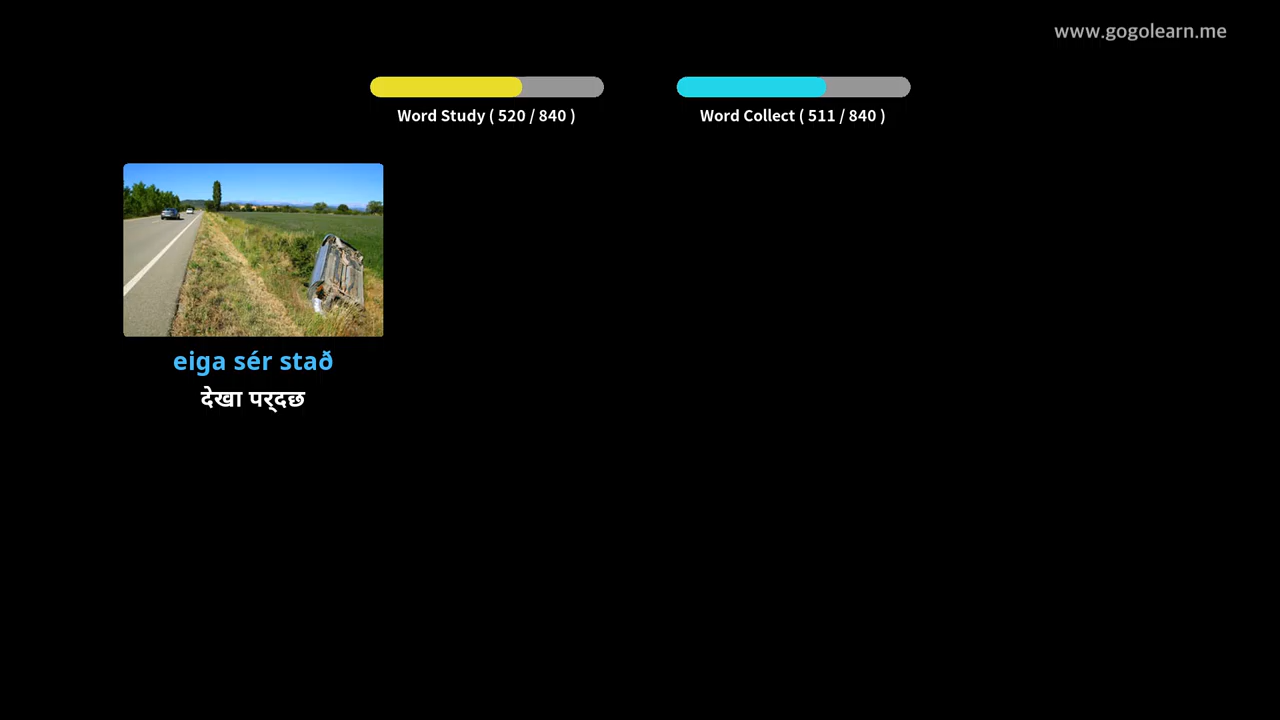 www.gogolearn.me
Word Study ( 520 / 840 )
Word Collect ( 511 / 840 )
eiga sér stað
देखा पर्‍दछ